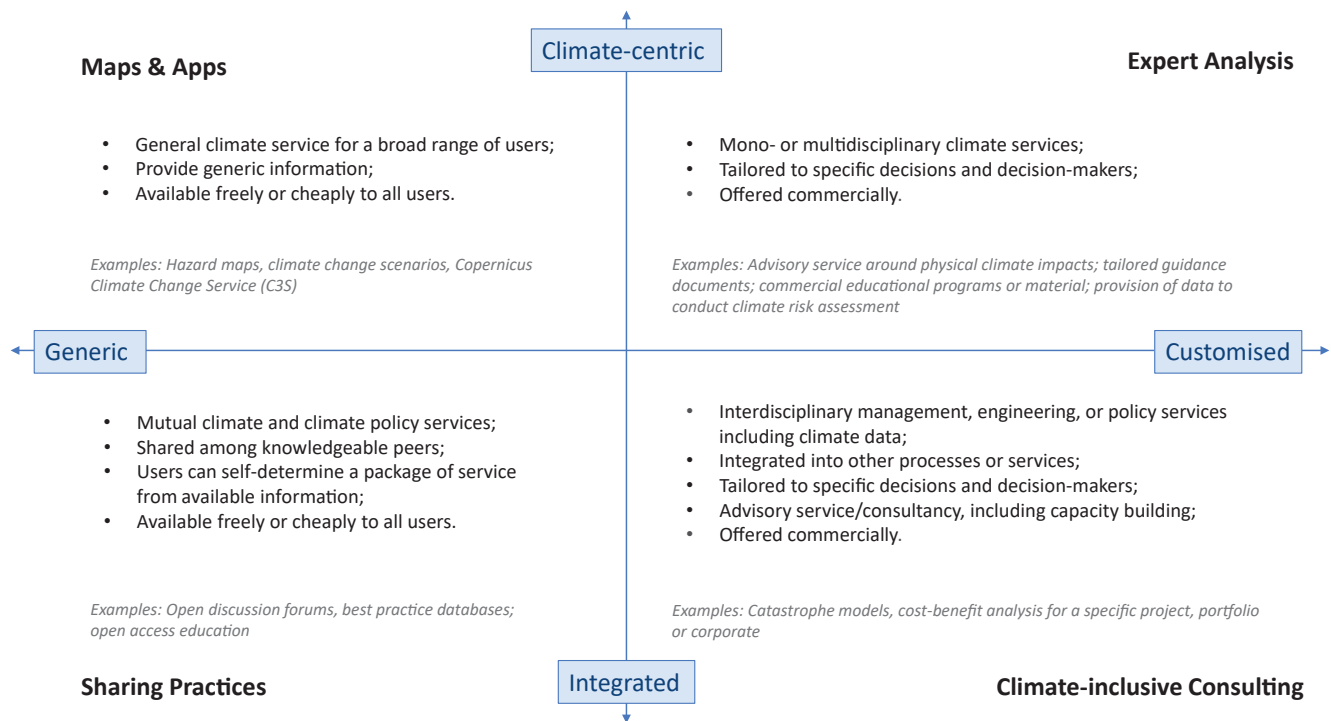 Climate-centric
Maps & Apps
Expert Analysis
• General climate service for a broad range of users;
• Provide generic information;
• Available freely or cheaply to all users.
• Mono- or multidisciplinary climate services;
• Tailored to specific decisions and decision-makers;
• Offered commercially.
Examples: Hazard maps, climate change scenarios, Copernicus
Climate Change Service (C3S)
Examples: Advisory service around physical climate impacts; tailored guidance
documents; commercial educational programs or material; provision of data to
conduct climate risk assessment
Generic
Customised
• Mutual climate and climate policy services;
• Shared among knowledgeable peers;
• Users can self-determine a package of service
from available information;
• Available freely or cheaply to all users.
• Interdisciplinary management, engineering, or policy services
including climate data;
• Integrated into other processes or services;
• Tailored to specific decisions and decision-makers;
• Advisory service/consultancy, including capacity building;
• Offered commercially.
Examples: Open discussion forums, best practice databases;
open access education
Examples: Catastrophe models, cost-benefit analysis for a specific project, portfolio
or corporate
Sharing Practices
Integrated
Climate-inclusive Consulting